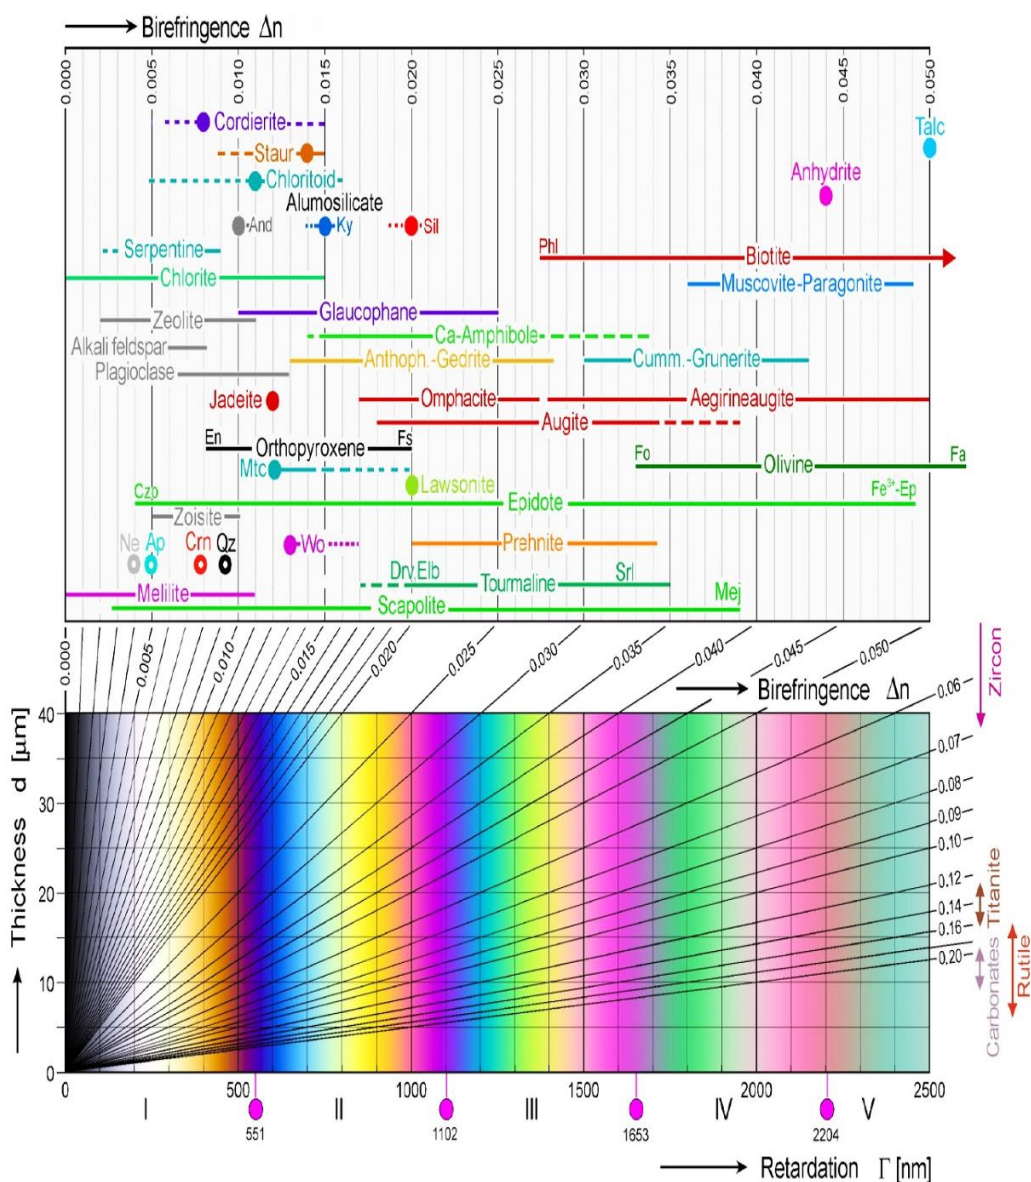 Birefringence Δn
0.000 0.005 0.010 0.015 0.020 0.025 0.030 0.035 0.040 0.045 0.050
Cordierite
Talc
Staur
Anhydrite
Chloritoid
Alumosilicate
And Ky Sil
Phl Biotite
Serpentine
Chlorite
Muscovite-Paragonite
Glaucophane
Zeolite
Ca-Amphibole
Alkali feldspar
Anthoph.-Gedrite Cumm.-Grunerite
Plagioclase
Jadeite Omphacite Aegirineaugite
Augite
En Orthopyroxene Fs
Fo Olivine Fa
Mtc
Lawsonite
Czo Epidote Fe³⁺-Ep
Zoisite
Ne Ap Crn Qz Wo Prehnite
Drv Elb Tourmaline Srl
Melilite Mej
Scapolite
0.000 0.005 0.010 0.015 0.020 0.025 0.030 0.035 0.040 0.045 0.050
Zircon
Birefringence Δn
0.06
0.07
0.08
0.09
0.10
0.12
0.14
0.16
0.20
Titanite
Carbonates
Rutile
Thickness d [µm]
40
30
20
10
0
0 500 1000 1500 2000 2500
I II III IV V
551 1102 1653 2204
Retardation Γ [nm]